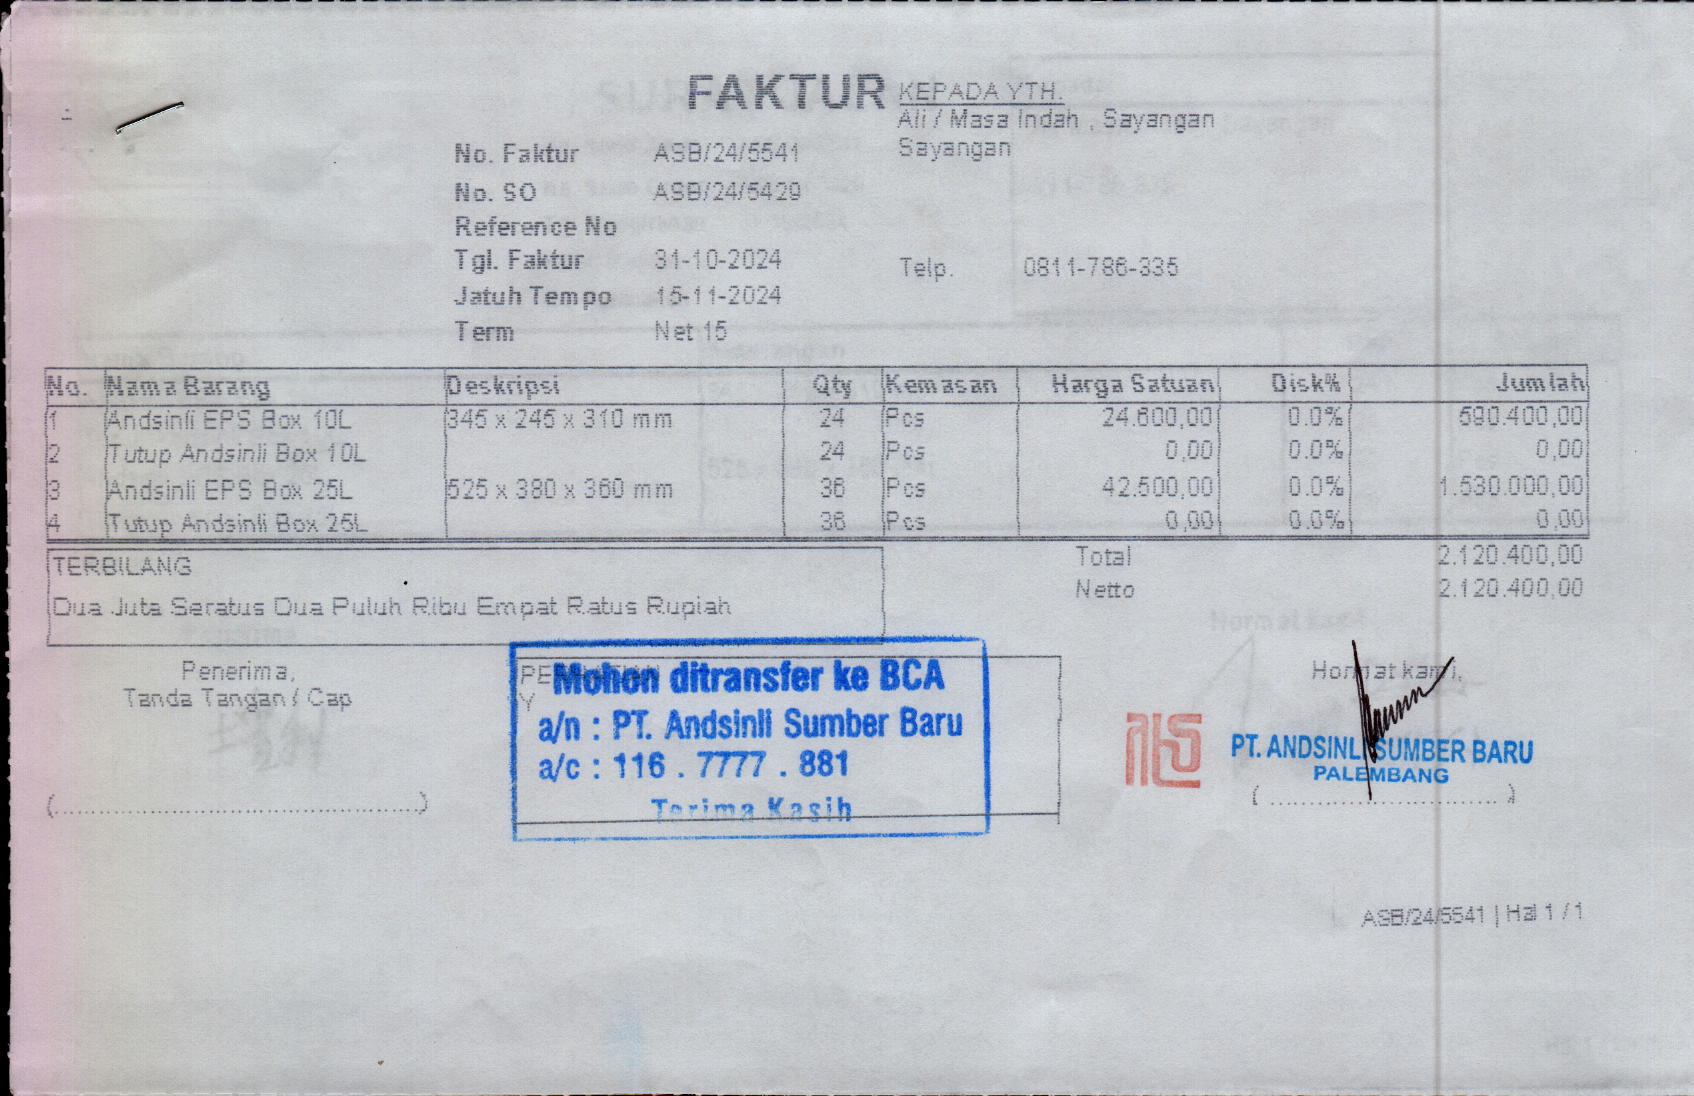 FAKTUR
KEPADA YTH.
Ali / Masa Indah , Sayangan
Sayangan
No. Faktur ASB/24/5541
No. SO ASB/24/5429
Reference No
Tgl. Faktur 31-10-2024
Telp. 0811-786-335
Jatuh Tempo 15-11-2024
Term Net 15
No. Nama Barang Deskripsi Qty Kemasan Harga Satuan Disk% Jumlah
1 Andsinli EPS Box 10L 345 x 245 x 310 mm 24 Pcs 24.600,00 0.0% 590.400,00
2 Tutup Andsinli Box 10L 24 Pcs 0,00 0.0% 0,00
3 Andsinli EPS Box 25L 525 x 380 x 360 mm 36 Pcs 42.500,00 0.0% 1.530.000,00
4 Tutup Andsinli Box 25L 36 Pcs 0,00 0.0% 0,00
Total 2.120.400,00
Netto 2.120.400,00
TERBILANG
Dua Juta Seratus Dua Puluh Ribu Empat Ratus Rupiah
Penerima,
Tanda Tangan / Cap
Mohon ditransfer ke BCA
a/n : PT. Andsinli Sumber Baru
a/c : 116 . 7777 . 881
Terima Kasih
Hormat kami,
PT. ANDSINLI SUMBER BARU
PALEMBANG
ASB/24/5541 | Hal 1 / 1